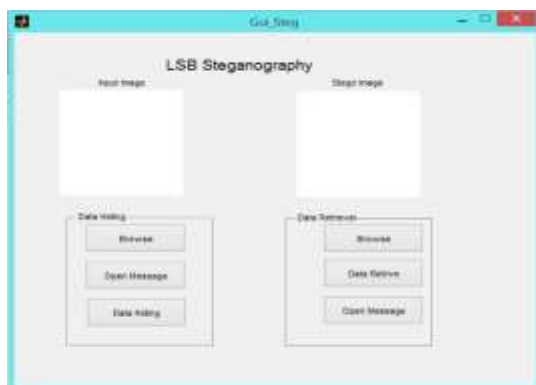 Gui_Steg
LSB Steganography
Input Image
Stego Image
Data Hiding
Browse
Open Message
Data Hiding
Data Retrieval
Browse
Data Retrive
Open Message